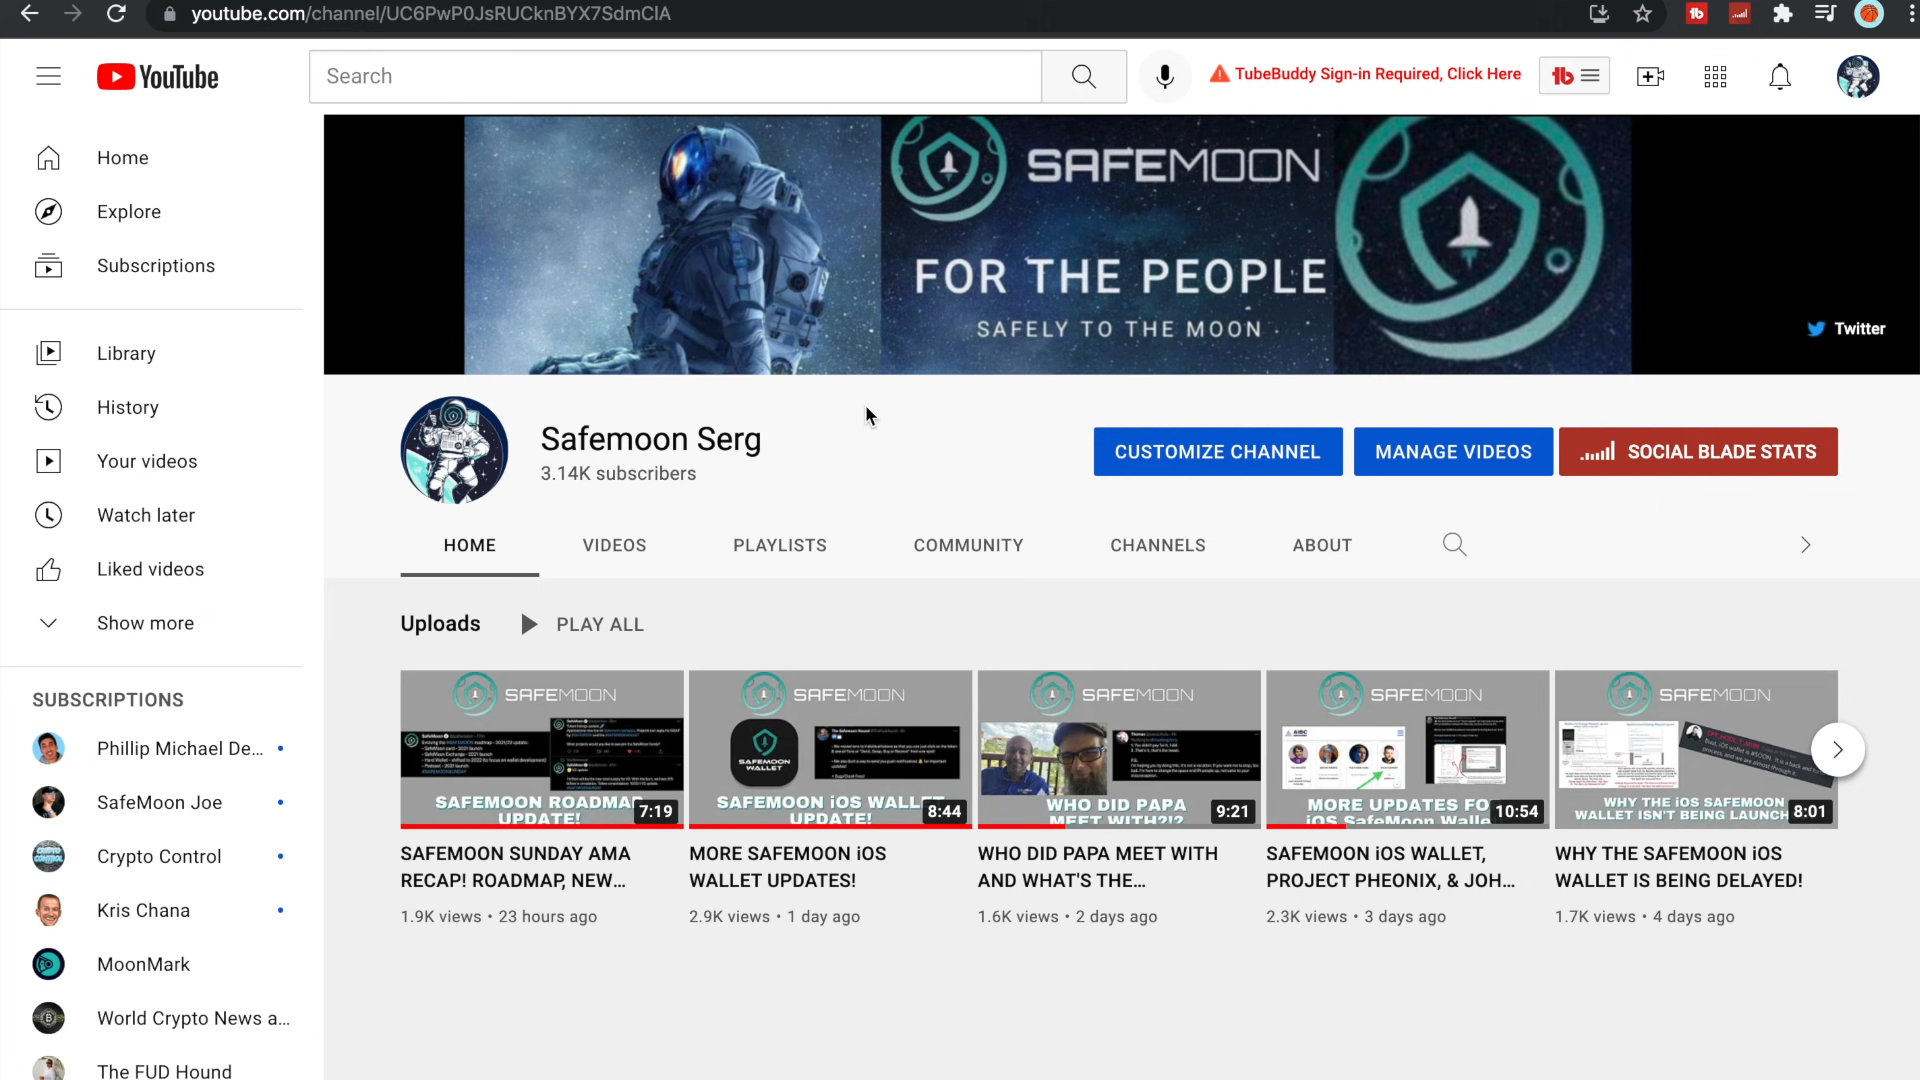 youtube.com/channel/UC6PwP0JsRUCknBYX7SdmCIA
YouTube
Search
TubeBuddy Sign-in Required, Click Here
tb
Home
Explore
Subscriptions
Library
History
Your videos
Watch later
Liked videos
Show more
SUBSCRIPTIONS
Phillip Michael De...
SafeMoon Joe
Crypto Control
Kris Chana
MoonMark
World Crypto News a...
The FUD Hound
SAFEMOON
FOR THE PEOPLE
SAFELY TO THE MOON
Twitter
Safemoon Serg
3.14K subscribers
CUSTOMIZE CHANNEL
MANAGE VIDEOS
SOCIAL BLADE STATS
HOME
VIDEOS
PLAYLISTS
COMMUNITY
CHANNELS
ABOUT
Uploads
PLAY ALL
SAFEMOON
SAFEMOON ROADMAP
UPDATE!
7:19
SAFEMOON SUNDAY AMA
RECAP! ROADMAP, NEW...
1.9K views • 23 hours ago
SAFEMOON
SAFEMOON
WALLET
SAFEMOON iOS WALLET
UPDATE!
8:44
MORE SAFEMOON iOS
WALLET UPDATES!
2.9K views • 1 day ago
SAFEMOON
WHO DID PAPA
MEET WITH?!?
9:21
WHO DID PAPA MEET WITH
AND WHAT'S THE...
1.6K views • 2 days ago
SAFEMOON
AIBC
MORE UPDATES FO
iOS SafeMoon Walle
10:54
SAFEMOON iOS WALLET,
PROJECT PHEONIX, & JOH...
2.3K views • 3 days ago
SAFEMOON
WHY THE iOS SAFEMOON
WALLET ISN'T BEING LAUNCH
8:01
WHY THE SAFEMOON iOS
WALLET IS BEING DELAYED!
1.7K views • 4 days ago